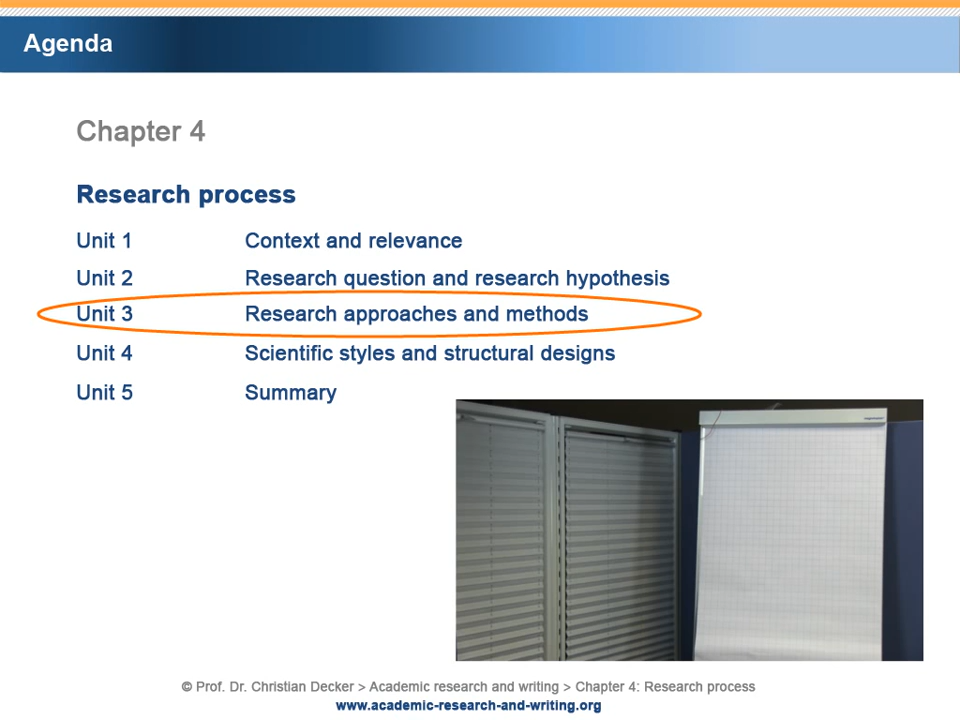 Agenda
Chapter 4
Research process
Unit 1 Context and relevance
Unit 2 Research question and research hypothesis
Unit 3 Research approaches and methods
Unit 4 Scientific styles and structural designs
Unit 5 Summary
© Prof. Dr. Christian Decker > Academic research and writing > Chapter 4: Research process
www.academic-research-and-writing.org